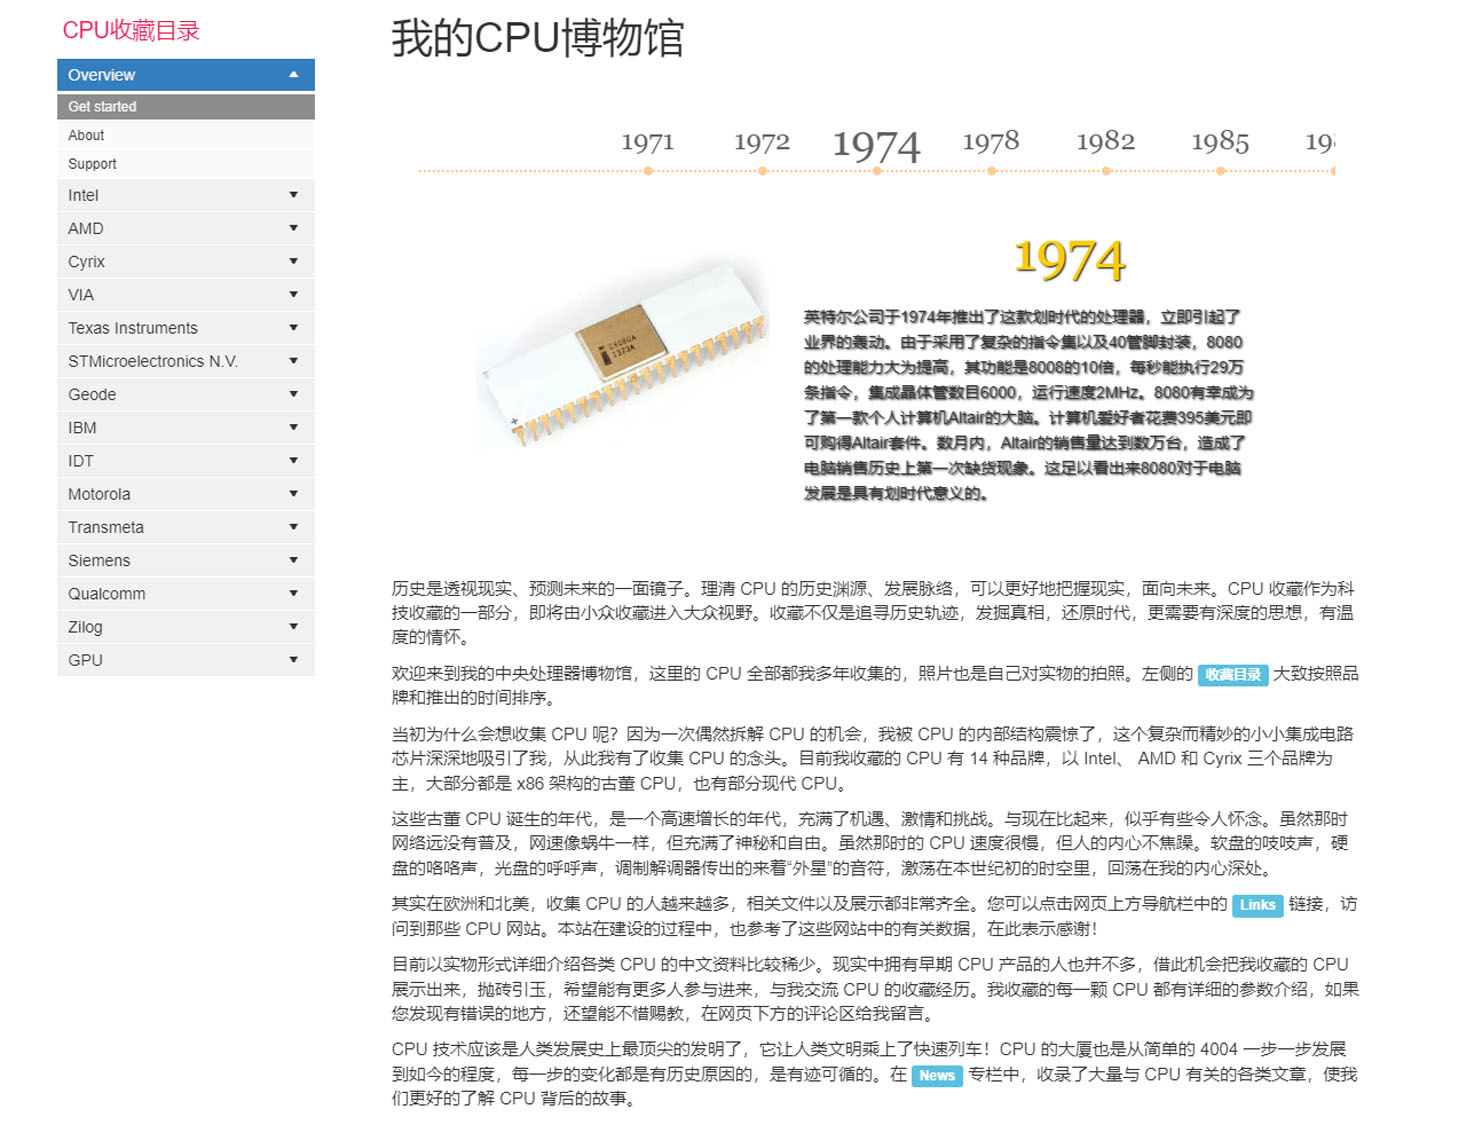 CPU收藏目录
Overview
Get started
About
Support
Intel
AMD
Cyrix
VIA
Texas Instruments
STMicroelectronics N.V.
Geode
IBM
IDT
Motorola
Transmeta
Siemens
Qualcomm
Zilog
GPU
我的CPU博物馆
1971 1972 1974 1978 1982 1985
C8080A
1373A
1974
英特尔公司于1974年推出了这款划时代的处理器，立即引起了
业界的轰动。由于采用了复杂的指令集以及40管脚封装，8080
的处理能力大为提高，其功能是8008的10倍，每秒能执行29万
条指令，集成晶体管数目6000，运行速度2MHz。8080有幸成为
了第一款个人计算机Altair的大脑。计算机爱好者花费395美元即
可购得Altair套件。数月内，Altair的销售量达到数万台，造成了
电脑销售历史上第一次缺货现象。这足以看出来8080对于电脑
发展是具有划时代意义的。
历史是透视现实、预测未来的一面镜子。理清 CPU 的历史渊源、发展脉络，可以更好地把握现实，面向未来。CPU 收藏作为科
技收藏的一部分，即将由小众收藏进入大众视野。收藏不仅是追寻历史轨迹，发掘真相，还原时代，更需要有深度的思想，有温
度的情怀。
欢迎来到我的中央处理器博物馆，这里的 CPU 全部都我多年收集的，照片也是自己对实物的拍照。左侧的 收藏目录 大致按照品
牌和推出的时间排序。
当初为什么会想收集 CPU 呢？因为一次偶然拆解 CPU 的机会，我被 CPU 的内部结构震惊了，这个复杂而精妙的小小集成电路
芯片深深地吸引了我，从此我有了收集 CPU 的念头。目前我收藏的 CPU 有 14 种品牌，以 Intel、 AMD 和 Cyrix 三个品牌为
主，大部分都是 x86 架构的古董 CPU，也有部分现代 CPU。
这些古董 CPU 诞生的年代，是一个高速增长的年代，充满了机遇、激情和挑战。与现在比起来，似乎有些令人怀念。虽然那时
网络远没有普及，网速像蜗牛一样，但充满了神秘和自由。虽然那时的 CPU 速度很慢，但人的内心不焦躁。软盘的吱吱声，硬
盘的咯咯声，光盘的呼呼声，调制解调器传出的来着“外星”的音符，激荡在本世纪初的时空里，回荡在我的内心深处。
其实在欧洲和北美，收集 CPU 的人越来越多，相关文件以及展示都非常齐全。您可以点击网页上方导航栏中的 Links 链接，访
问到那些 CPU 网站。本站在建设的过程中，也参考了这些网站中的有关数据，在此表示感谢！
目前以实物形式详细介绍各类 CPU 的中文资料比较稀少。现实中拥有早期 CPU 产品的人也并不多，借此机会把我收藏的 CPU
展示出来，抛砖引玉，希望能有更多人参与进来，与我交流 CPU 的收藏经历。我收藏的每一颗 CPU 都有详细的参数介绍，如果
您发现有错误的地方，还望能不惜赐教，在网页下方的评论区给我留言。
CPU 技术应该是人类发展史上最顶尖的发明了，它让人类文明乘上了快速列车！CPU 的大厦也是从简单的 4004 一步一步发展
到如今的程度，每一步的变化都是有历史原因的，是有迹可循的。在 News 专栏中，收录了大量与 CPU 有关的各类文章，使我
们更好的了解 CPU 背后的故事。